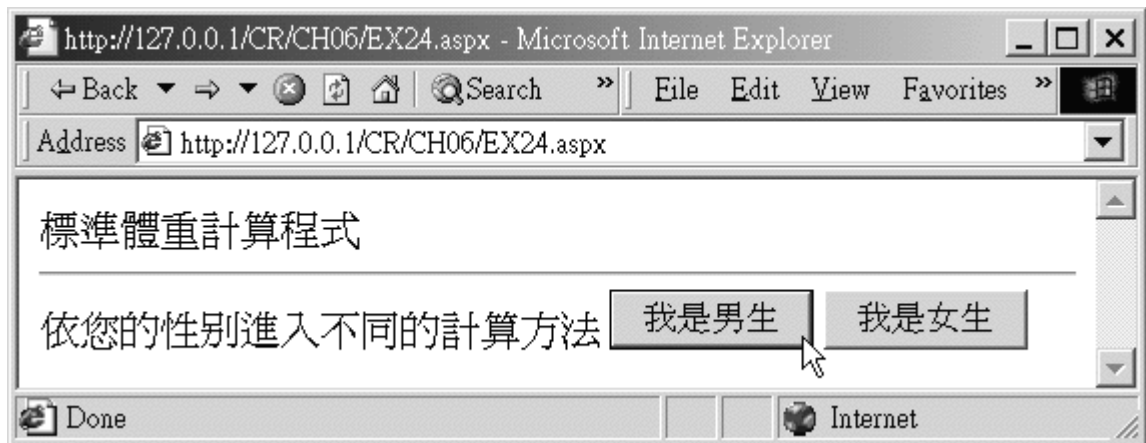 http://127.0.0.1/CR/CH06/EX24.aspx - Microsoft Internet Explorer
Back Search » File Edit View Favorites »
Address http://127.0.0.1/CR/CH06/EX24.aspx
標準體重計算程式
依您的性別進入不同的計算方法 我是男生 我是女生
Done Internet